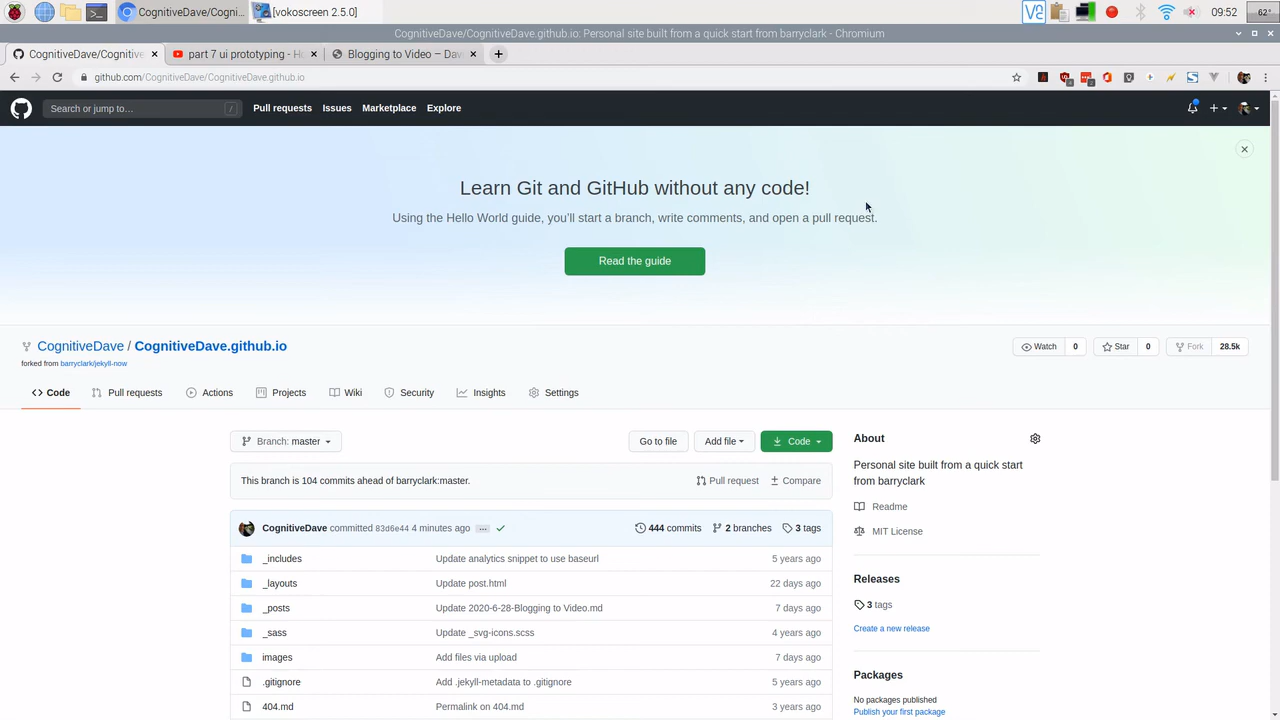 CognitiveDave/Cogni...
[vokoscreen 2.5.0]
09:52
62°
CognitiveDave/CognitiveDave.github.io: Personal site built from a quick start from barryclark - Chromium
CognitiveDave/Cogniti
part 7 ui prototyping - Ho
Blogging to Video – Dav
github.com/CognitiveDave/CognitiveDave.github.io
Search or jump to...
/
Pull requests
Issues
Marketplace
Explore
Learn Git and GitHub without any code!
Using the Hello World guide, you'll start a branch, write comments, and open a pull request.
Read the guide
CognitiveDave / CognitiveDave.github.io
Watch 0
Star 0
Fork 28.5k
forked from barryclark/jekyll-now
Code
Pull requests
Actions
Projects
Wiki
Security
Insights
Settings
Branch: master
Go to file
Add file
Code
About
Personal site built from a quick start
from barryclark
This branch is 104 commits ahead of barryclark:master.
Pull request
Compare
Readme
MIT License
CognitiveDave committed 83d6e44 4 minutes ago ...
444 commits
2 branches
3 tags
_includes Update analytics snippet to use baseurl 5 years ago
_layouts Update post.html 22 days ago
_posts Update 2020-6-28-Blogging to Video.md 7 days ago
_sass Update _svg-icons.scss 4 years ago
images Add files via upload 7 days ago
.gitignore Add .jekyll-metadata to .gitignore 5 years ago
404.md Permalink on 404.md 3 years ago
Releases
3 tags
Create a new release
Packages
No packages published
Publish your first package